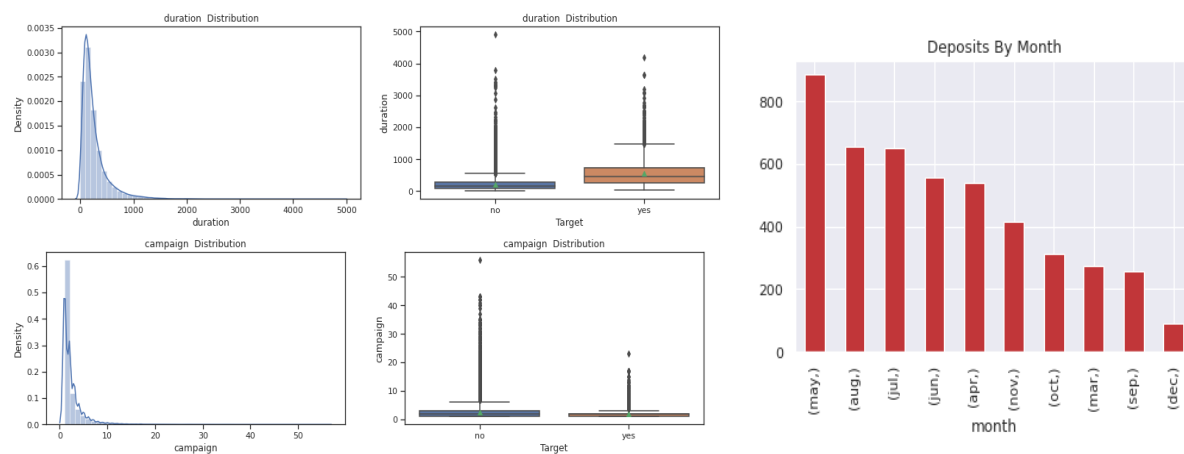 duration Distribution
0.0035
0.0030
0.0025
0.0020
0.0015
0.0010
0.0005
0.0000
Density
0 1000 2000 3000 4000 5000
duration
duration Distribution
5000
4000
3000
2000
1000
0
duration
no yes
Target
campaign Distribution
0.6
0.5
0.4
0.3
0.2
0.1
0.0
Density
0 10 20 30 40 50
campaign
campaign Distribution
50
40
30
20
10
0
campaign
no yes
Target
Deposits By Month
800
600
400
200
0
(may,) (aug,) (jul,) (jun,) (apr,) (nov,) (oct,) (mar,) (sep,) (dec,)
month